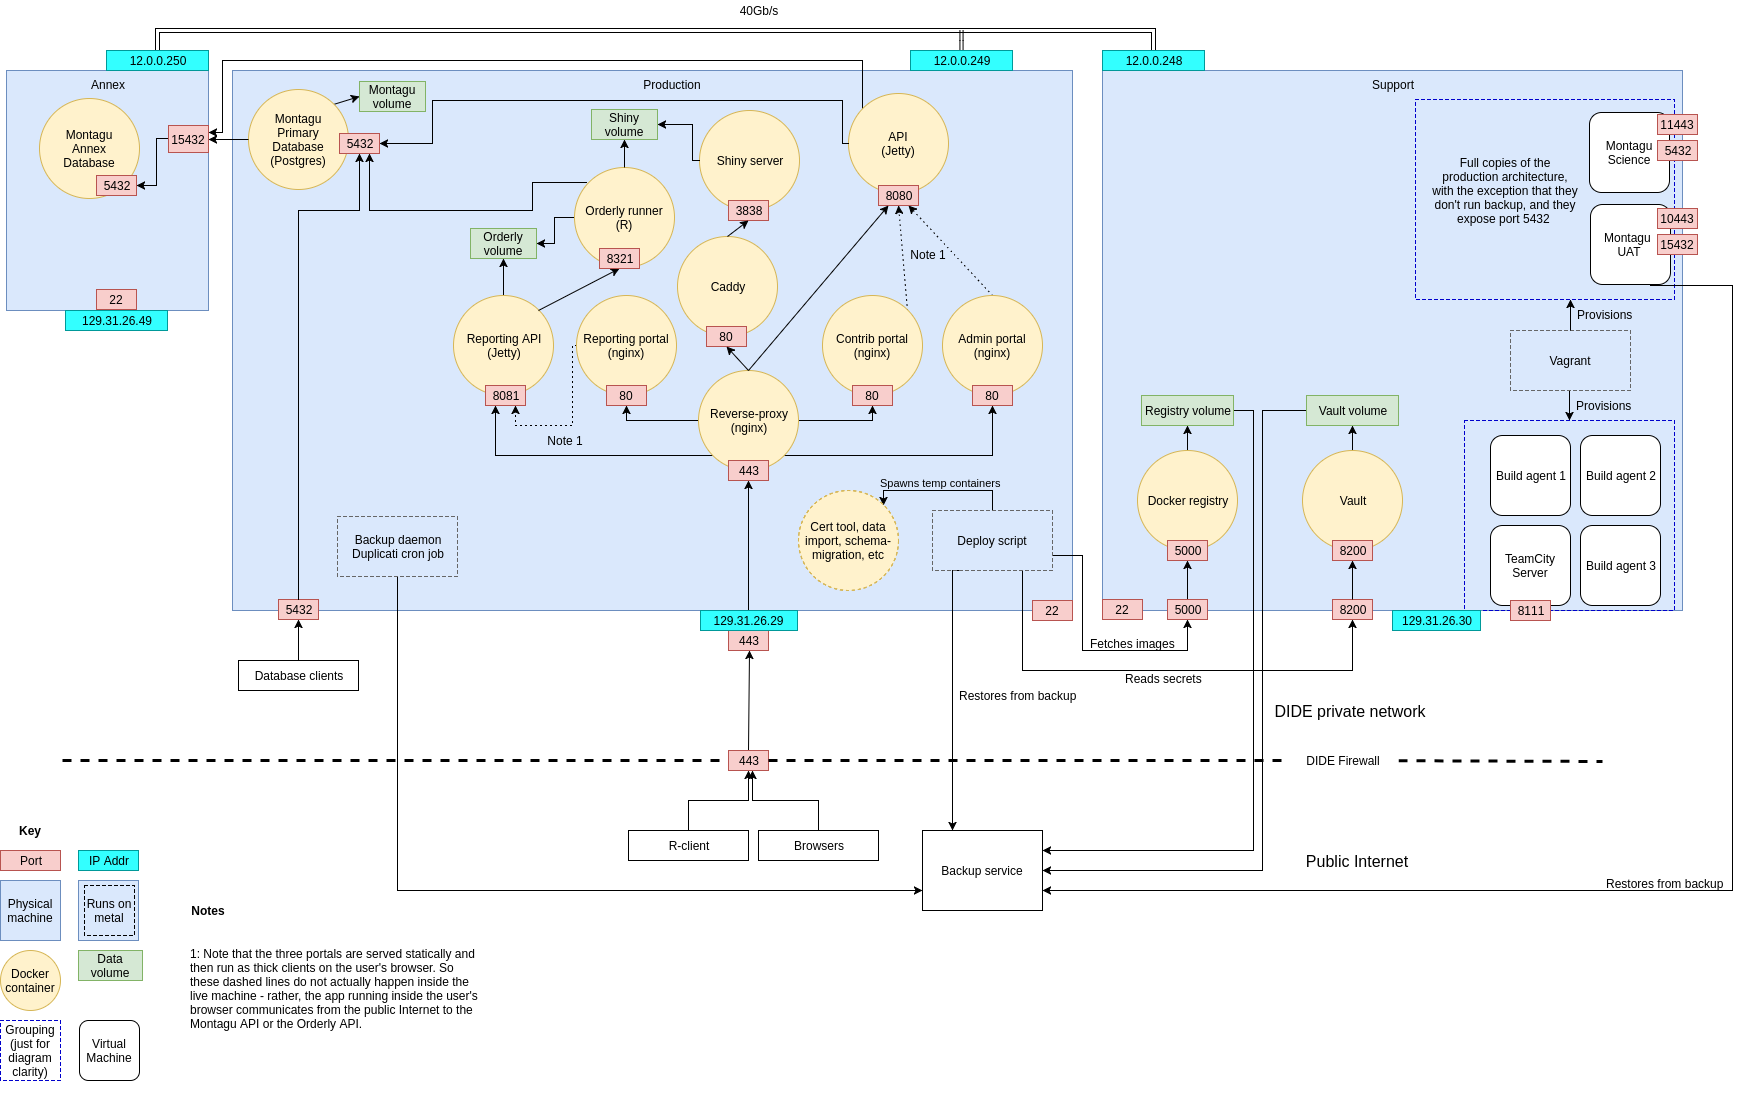 40Gb/s
12.0.0.250
12.0.0.249
12.0.0.248
Annex
Montagu
Annex
Database
5432
15432
22
129.31.26.49
Production
Montagu
Primary
Database
(Postgres)
Montagu
volume
5432
Shiny
volume
Shiny server
3838
API
(Jetty)
8080
Orderly runner
(R)
8321
Orderly
volume
Note 1
Caddy
80
Reporting API
(Jetty)
8081
Reporting portal
(nginx)
80
Contrib portal
(nginx)
80
Admin portal
(nginx)
80
Reverse-proxy
(nginx)
443
Note 1
Spawns temp containers
Cert tool, data
import, schema-
migration, etc
Deploy script
Backup daemon
Duplicati cron job
5432
129.31.26.29
443
22
Database clients
Support
Full copies of the
production architecture,
with the exception that they
don't run backup, and they
expose port 5432
Montagu
Science
11443
5432
Montagu
UAT
10443
15432
Provisions
Vagrant
Provisions
Registry volume
Vault volume
Docker registry
5000
Vault
8200
Build agent 1
Build agent 2
TeamCity
Server
Build agent 3
22
5000
8200
129.31.26.30
8111
Fetches images
Reads secrets
Restores from backup
DIDE private network
443
DIDE Firewall
R-client
Browsers
Backup service
Public Internet
Restores from backup
Key
Port
IP Addr
Physical
machine
Runs on
metal
Docker
container
Data
volume
Grouping
(just for
diagram
clarity)
Virtual
Machine
Notes
1: Note that the three portals are served statically and
then run as thick clients on the user's browser. So
these dashed lines do not actually happen inside the
live machine - rather, the app running inside the user's
browser communicates from the public Internet to the
Montagu API or the Orderly API.